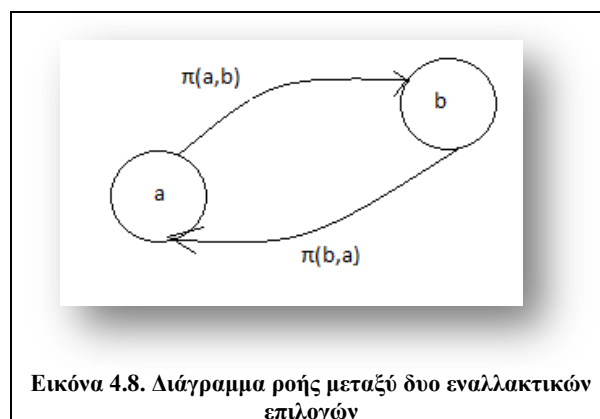 π(a,b)
b
a
π(b,a)
Εικόνα 4.8. Διάγραμμα ροής μεταξύ δυο εναλλακτικών
επιλογών